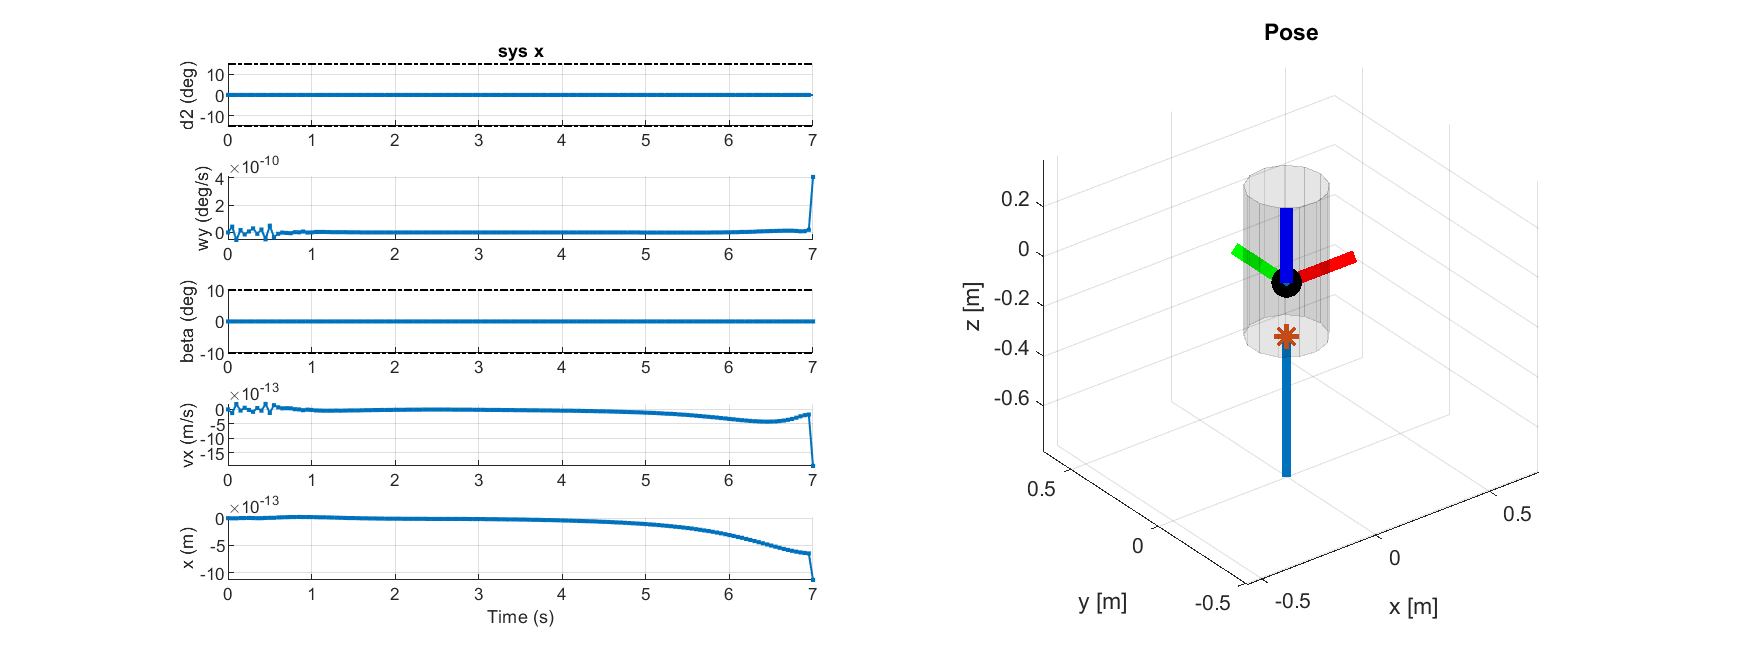 sys x
d2 (deg)
10
0
-10
0 1 2 3 4 5 6 7
×10-10
wy (deg/s)
4
2
0
0 1 2 3 4 5 6 7
beta (deg)
10
0
-10
0 1 2 3 4 5 6 7
×10-13
vx (m/s)
0
-5
-10
-15
0 1 2 3 4 5 6 7
×10-13
x (m)
0
-5
-10
0 1 2 3 4 5 6 7
Time (s)
Pose
z [m]
0.2
0
-0.2
-0.4
-0.6
0.5
0
-0.5
y [m]
-0.5
0
0.5
x [m]